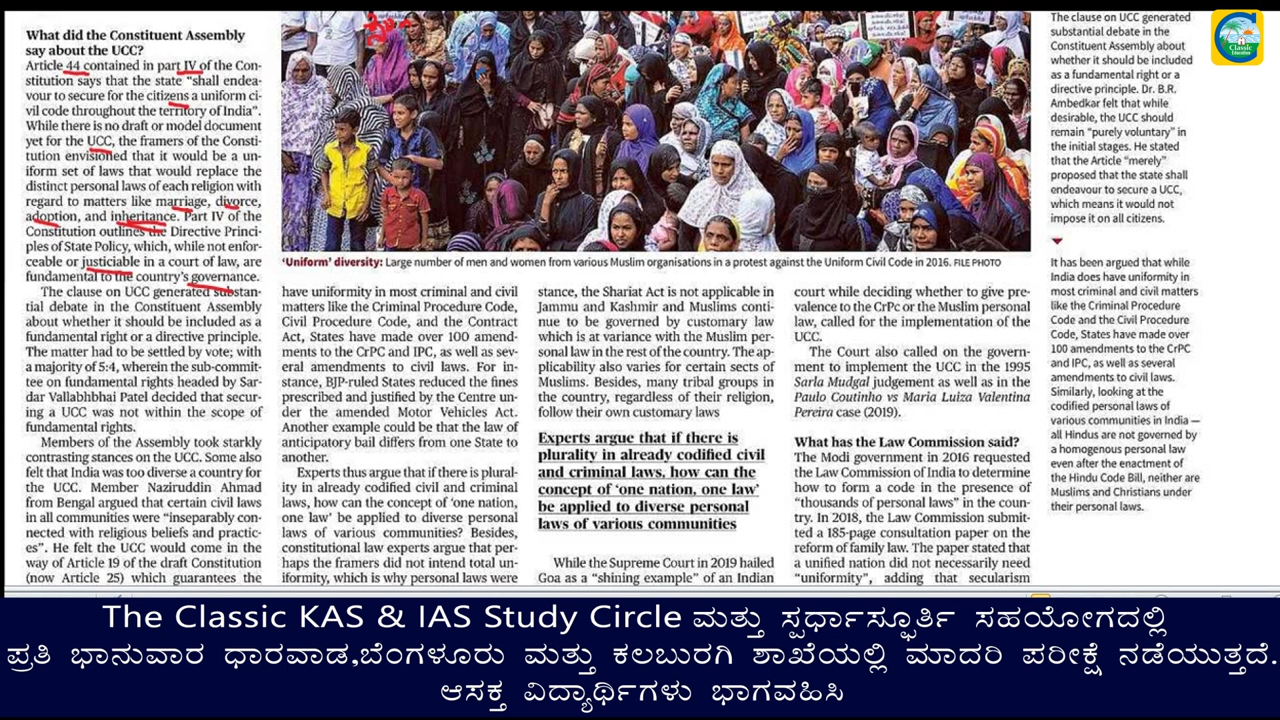 What did the Constituent Assembly
say about the UCC?
Article 44 contained in part IV of the Con-
stitution says that the state “shall endea-
vour to secure for the citizens a uniform ci-
vil code throughout the territory of India”.
While there is no draft or model document
yet for the UCC, the framers of the Consti-
tution envisioned that it would be a un-
iform set of laws that would replace the
distinct personal laws of each religion with
regard to matters like marriage, divorce,
adoption, and inheritance. Part IV of the
Constitution outlines the Directive Princi-
ples of State Policy, which, while not enfor-
ceable or justiciable in a court of law, are
fundamental to the country’s governance.
The clause on UCC generated substan-
tial debate in the Constituent Assembly
about whether it should be included as a
fundamental right or a directive principle.
The matter had to be settled by vote; with
a majority of 5:4, wherein the sub-commit-
tee on fundamental rights headed by Sar-
dar Vallabhbhai Patel decided that secur-
ing a UCC was not within the scope of
fundamental rights.
Members of the Assembly took starkly
contrasting stances on the UCC. Some also
felt that India was too diverse a country for
the UCC. Member Naziruddin Ahmad
from Bengal argued that certain civil laws
in all communities were “inseparably con-
nected with religious beliefs and practic-
es”. He felt the UCC would come in the
way of Article 19 of the draft Constitution
(now Article 25) which guarantees the
‘Uniform’ diversity: Large number of men and women from various Muslim organisations in a protest against the Uniform Civil Code in 2016. FILE PHOTO
have uniformity in most criminal and civil
matters like the Criminal Procedure Code,
Civil Procedure Code, and the Contract
Act, States have made over 100 amend-
ments to the CrPC and IPC, as well as sev-
eral amendments to civil laws. For in-
stance, BJP-ruled States reduced the fines
prescribed and justified by the Centre un-
der the amended Motor Vehicles Act.
Another example could be that the law of
anticipatory bail differs from one State to
another.
Experts thus argue that if there is plural-
ity in already codified civil and criminal
laws, how can the concept of ‘one nation,
one law’ be applied to diverse personal
laws of various communities? Besides,
constitutional law experts argue that per-
haps the framers did not intend total un-
iformity, which is why personal laws were
stance, the Shariat Act is not applicable in
Jammu and Kashmir and Muslims conti-
nue to be governed by customary law
which is at variance with the Muslim per-
sonal law in the rest of the country. The ap-
plicability also varies for certain sects of
Muslims. Besides, many tribal groups in
the country, regardless of their religion,
follow their own customary laws
Experts argue that if there is
plurality in already codified civil
and criminal laws, how can the
concept of ‘one nation, one law’
be applied to diverse personal
laws of various communities
While the Supreme Court in 2019 hailed
Goa as a “shining example” of an Indian
court while deciding whether to give pre-
valence to the CrPc or the Muslim personal
law, called for the implementation of the
UCC.
The Court also called on the govern-
ment to implement the UCC in the 1995
Sarla Mudgal judgement as well as in the
Paulo Coutinho vs Maria Luiza Valentina
Pereira case (2019).
What has the Law Commission said?
The Modi government in 2016 requested
the Law Commission of India to determine
how to form a code in the presence of
“thousands of personal laws” in the coun-
try. In 2018, the Law Commission submit-
ted a 185-page consultation paper on the
reform of family law. The paper stated that
a unified nation did not necessarily need
“uniformity”, adding that secularism
The clause on UCC generated
substantial debate in the
Constituent Assembly about
whether it should be included
as a fundamental right or a
directive principle. Dr. B.R.
Ambedkar felt that while
desirable, the UCC should
remain “purely voluntary” in
the initial stages. He stated
that the Article “merely”
proposed that the state shall
endeavour to secure a UCC,
which means it would not
impose it on all citizens.
It has been argued that while
India does have uniformity in
most criminal and civil matters
like the Criminal Procedure
Code and the Civil Procedure
Code, States have made over
100 amendments to the CrPC
and IPC, as well as several
amendments to civil laws.
Similarly, looking at the
codified personal laws of
various communities in India —
all Hindus are not governed by
a homogenous personal law
even after the enactment of
the Hindu Code Bill, neither are
Muslims and Christians under
their personal laws.
Classic
Education
The Classic KAS & IAS Study Circle ಮತ್ತು ಸ್ಪರ್ಧಾಸ್ಫೂರ್ತಿ ಸಹಯೋಗದಲ್ಲಿ
ಪ್ರತಿ ಭಾನುವಾರ ಧಾರವಾಡ,ಬೆಂಗಳೂರು ಮತ್ತು ಕಲಬುರಗಿ ಶಾಖೆಯಲ್ಲಿ ಮಾದರಿ ಪರೀಕ್ಷೆ ನಡೆಯುತ್ತದೆ.
ಆಸಕ್ತ ವಿದ್ಯಾರ್ಥಿಗಳು ಭಾಗವಹಿಸಿ